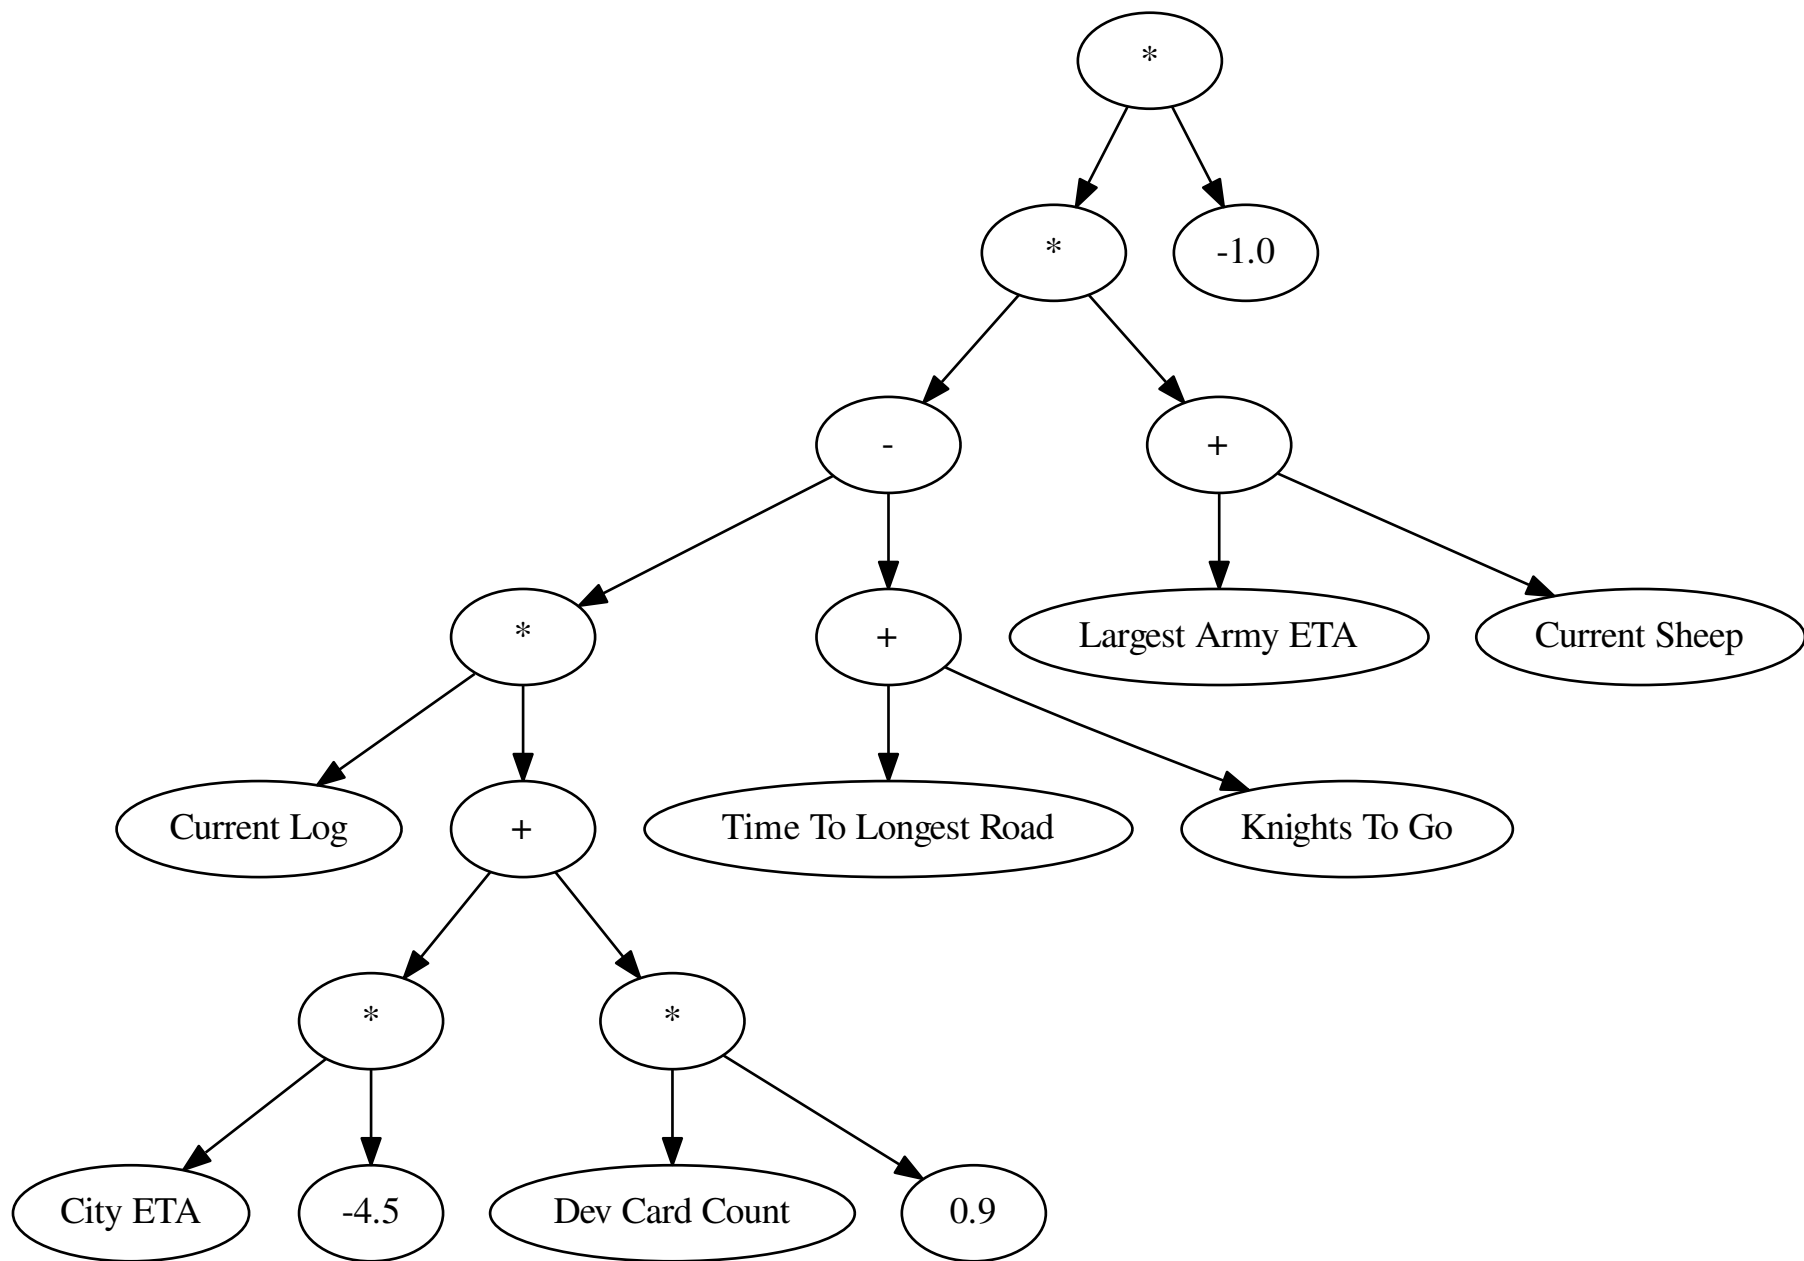 *
*
-1.0
-
+
*
+
Largest Army ETA
Current Sheep
Current Log
+
Time To Longest Road
Knights To Go
*
*
City ETA
-4.5
Dev Card Count
0.9